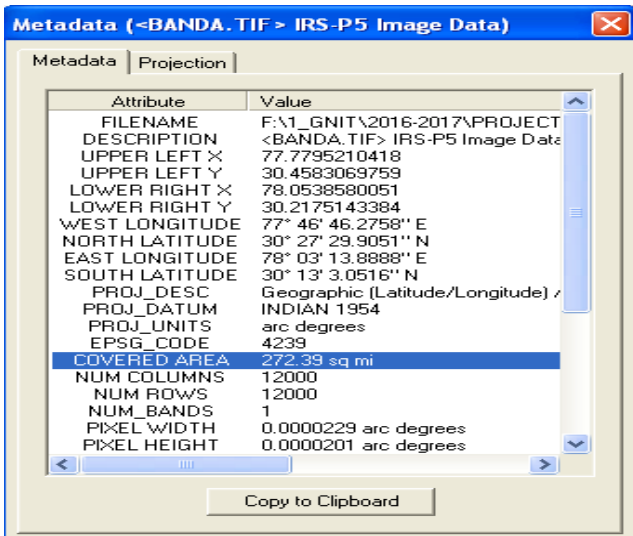 Metadata (<BANDA.TIF> IRS-P5 Image Data)
Metadata Projection
Attribute Value
FILENAME F:\1_GNIT\2016-2017\PROJECT
DESCRIPTION <BANDA.TIF> IRS-P5 Image Data
UPPER LEFT X 77.7795210418
UPPER LEFT Y 30.4583069759
LOWER RIGHT X 78.0538580051
LOWER RIGHT Y 30.2175143384
WEST LONGITUDE 77° 46' 46.2758'' E
NORTH LATITUDE 30° 27' 29.9051'' N
EAST LONGITUDE 78° 03' 13.8888'' E
SOUTH LATITUDE 30° 13' 3.0516'' N
PROJ_DESC Geographic (Latitude/Longitude) /
PROJ_DATUM INDIAN 1954
PROJ_UNITS arc degrees
EPSG_CODE 4239
COVERED AREA 272.39 sq mi
NUM COLUMNS 12000
NUM ROWS 12000
NUM_BANDS 1
PIXEL WIDTH 0.0000229 arc degrees
PIXEL HEIGHT 0.0000201 arc degrees
Copy to Clipboard